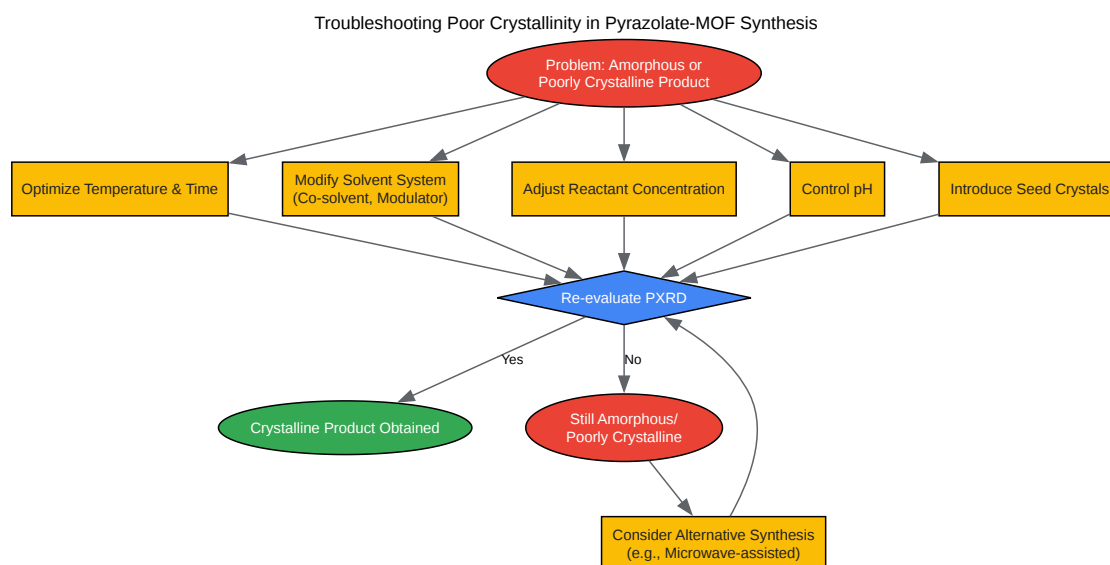 Troubleshooting Poor Crystallinity in Pyrazolate-MOF Synthesis
Problem: Amorphous or
Poorly Crystalline Product
Optimize Temperature & Time
Modify Solvent System
(Co-solvent, Modulator)
Adjust Reactant Concentration
Control pH
Introduce Seed Crystals
Re-evaluate PXRD
Yes
No
Crystalline Product Obtained
Still Amorphous/
Poorly Crystalline
Consider Alternative Synthesis
(e.g., Microwave-assisted)